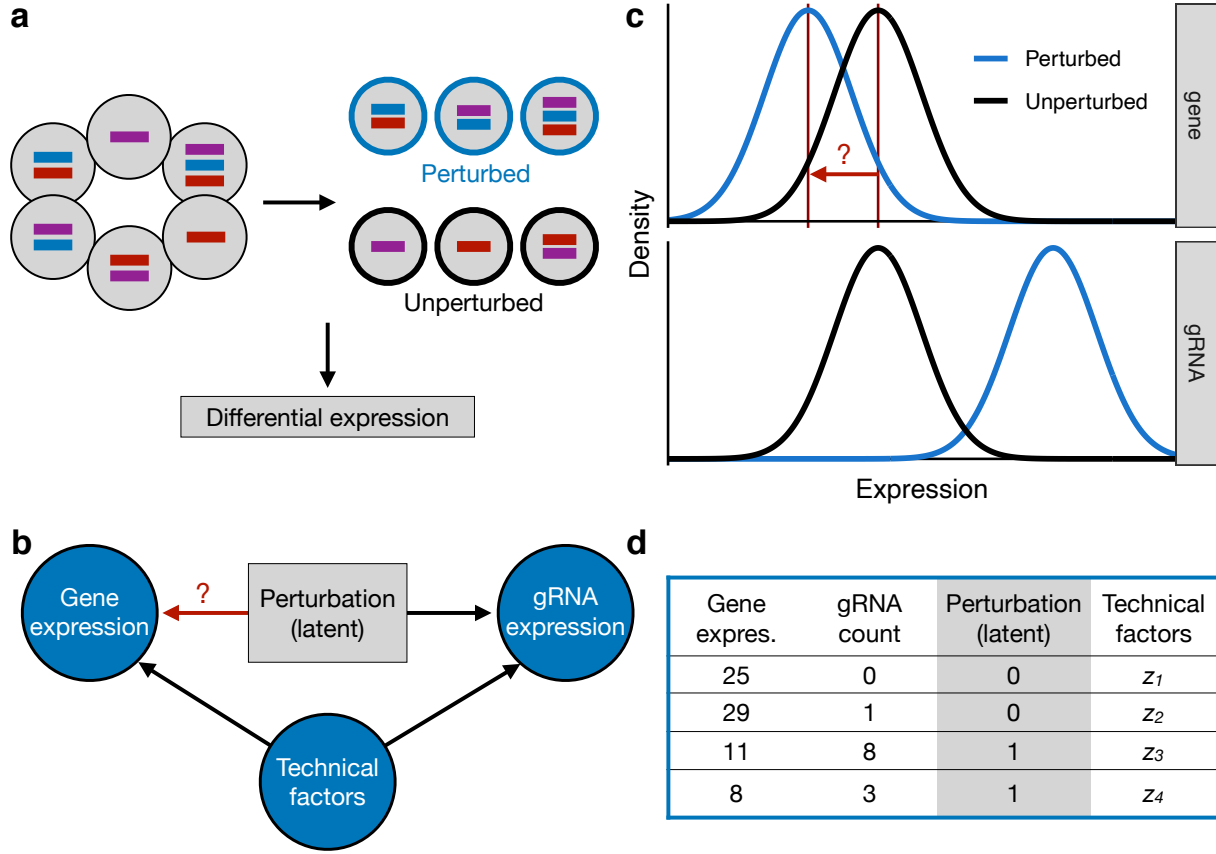 a
Perturbed
Unperturbed
Differential expression
b
Gene
expression
?
Perturbation
(latent)
gRNA
expression
Technical
factors
c
Perturbed
Unperturbed
?
gene
gRNA
Density
Expression
d
Gene expres. gRNA count Perturbation (latent) Technical factors
25 0 0 z1
29 1 0 z2
11 8 1 z3
8 3 1 z4